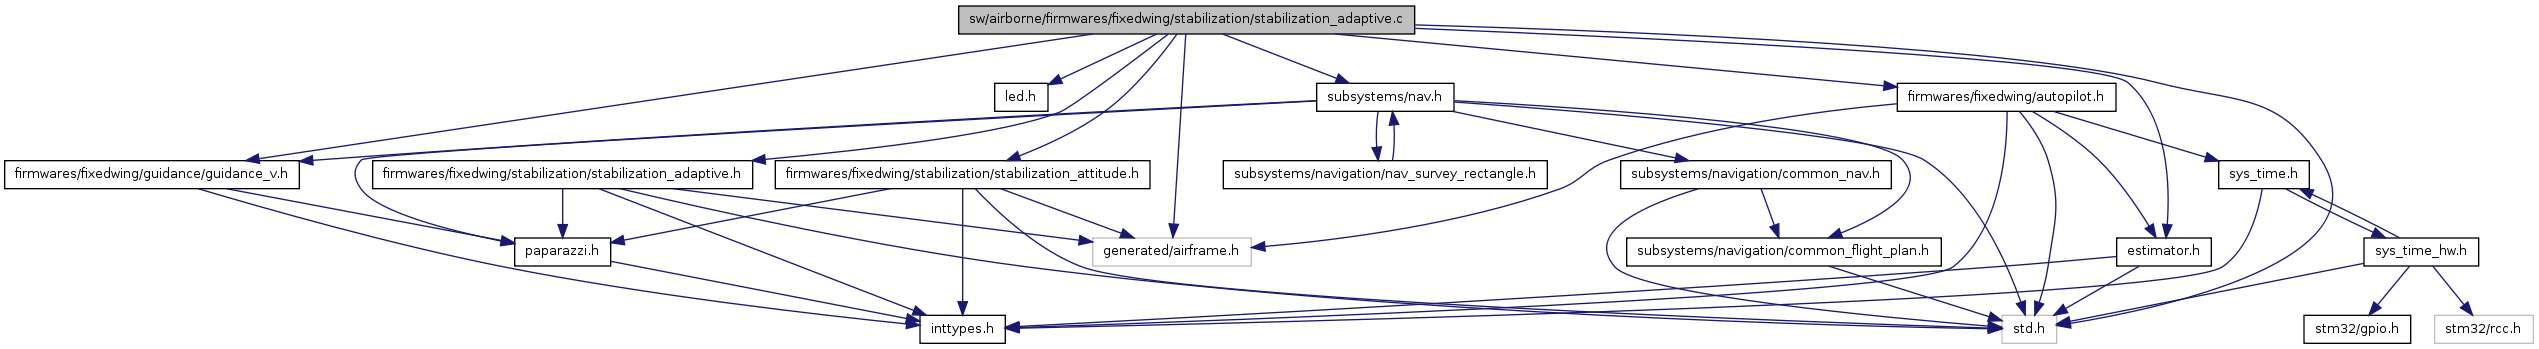 sw/airborne/firmwares/fixedwing/stabilization/stabilization_adaptive.c
led.h
subsystems/nav.h
firmwares/fixedwing/autopilot.h
firmwares/fixedwing/guidance/guidance_v.h
firmwares/fixedwing/stabilization/stabilization_adaptive.h
firmwares/fixedwing/stabilization/stabilization_attitude.h
subsystems/navigation/nav_survey_rectangle.h
subsystems/navigation/common_nav.h
sys_time.h
paparazzi.h
generated/airframe.h
subsystems/navigation/common_flight_plan.h
estimator.h
sys_time_hw.h
inttypes.h
std.h
stm32/gpio.h
stm32/rcc.h